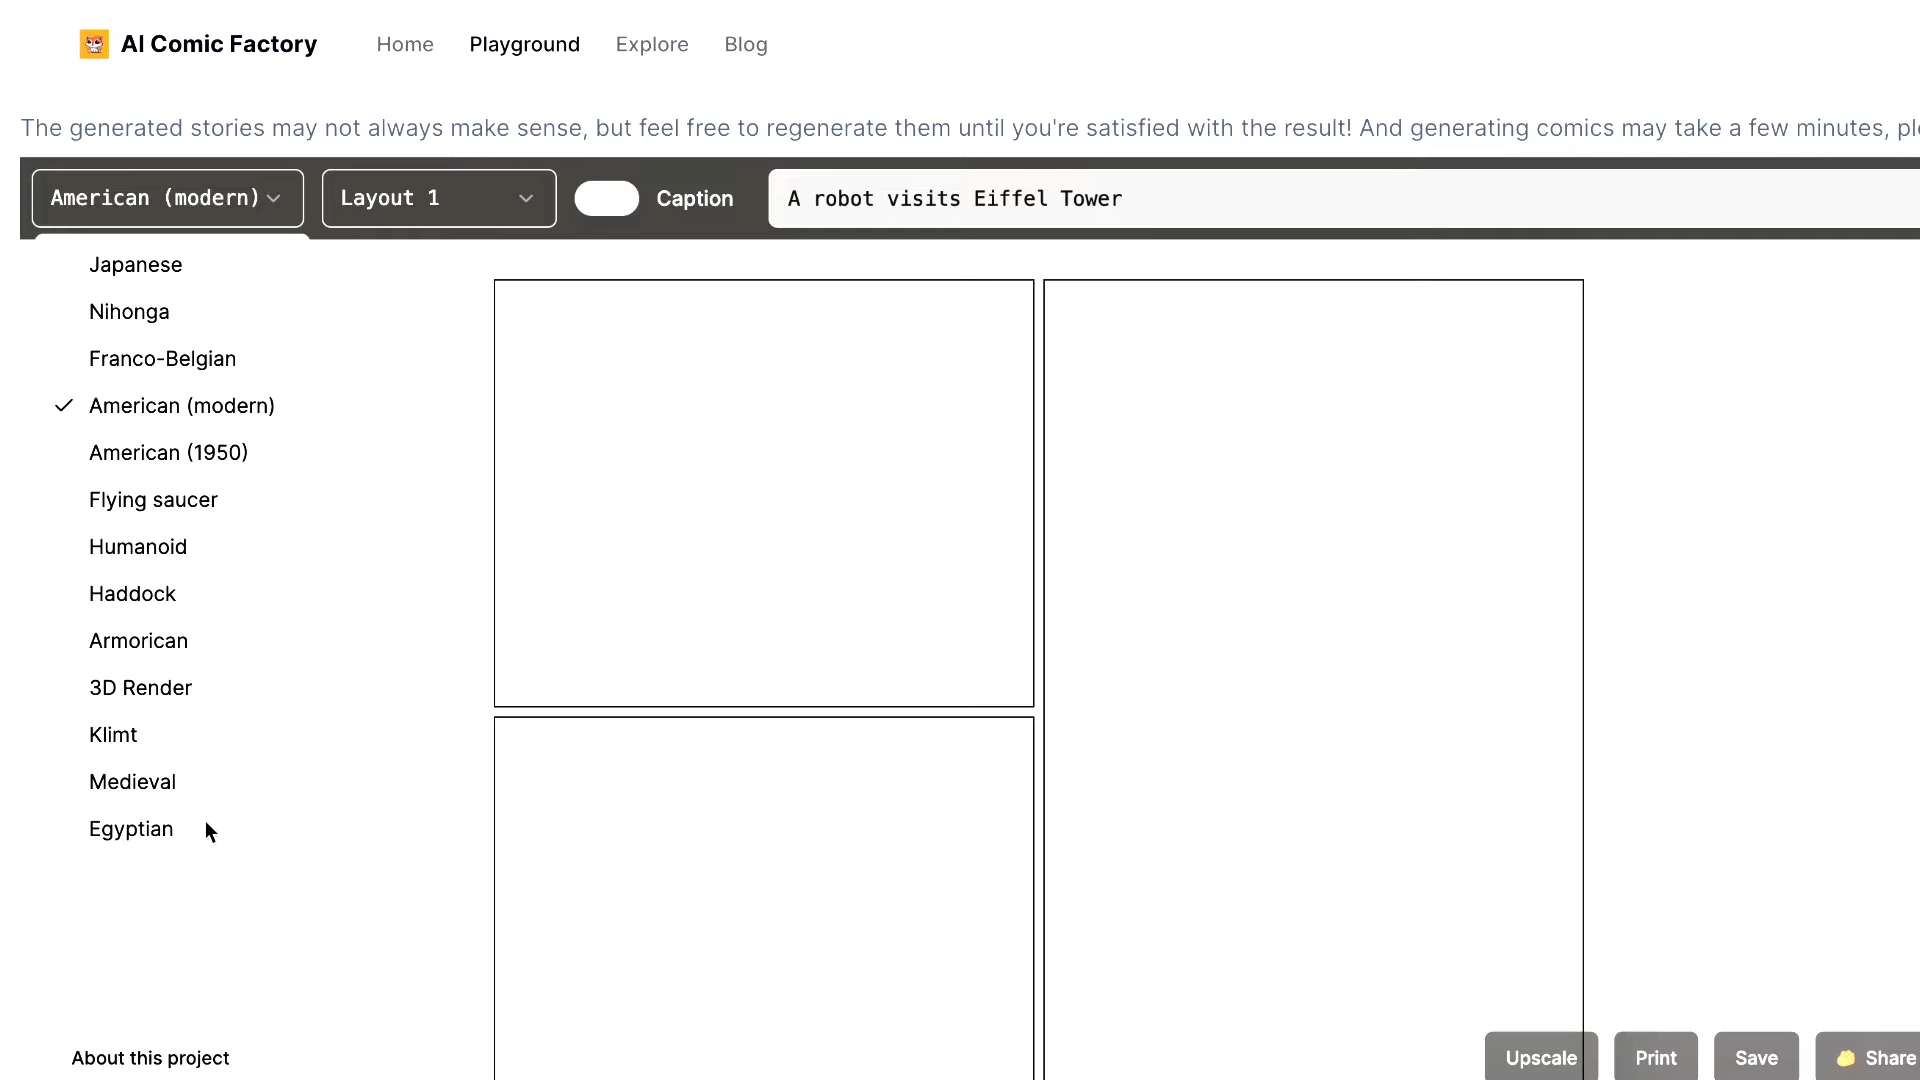 AI Comic Factory Home Playground Explore Blog
The generated stories may not always make sense, but feel free to regenerate them until you're satisfied with the result! And generating comics may take a few minutes,
American (modern) Layout 1 Caption A robot visits Eiffel Tower
Japanese
Nihonga
Franco-Belgian
American (modern)
American (1950)
Flying saucer
Humanoid
Haddock
Armorican
3D Render
Klimt
Medieval
Egyptian
About this project Upscale Print Save Share